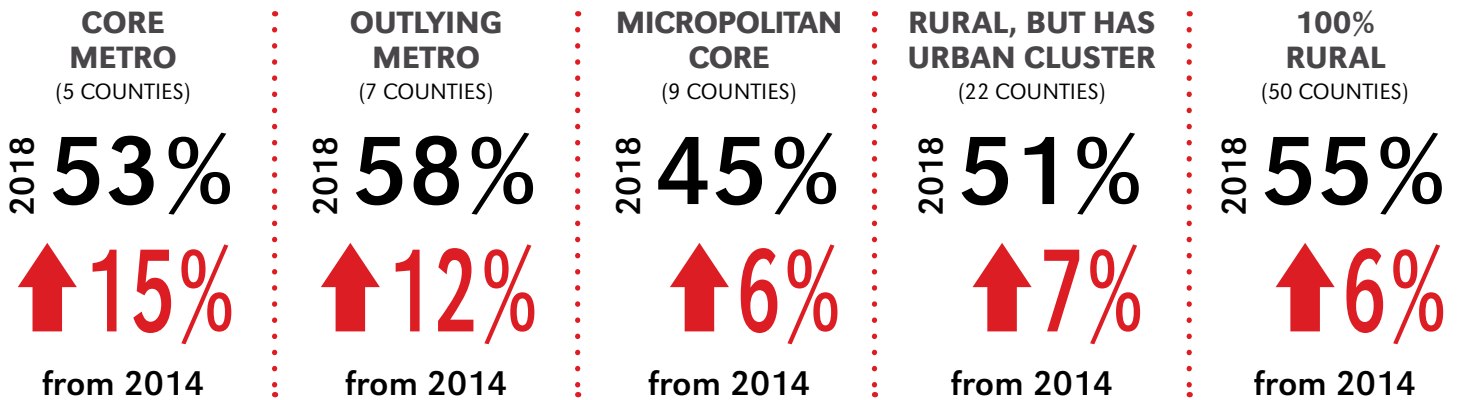 CORE
METRO
(5 COUNTIES)
2018
53%
15%
from 2014
OUTLYING
METRO
(7 COUNTIES)
2018
58%
12%
from 2014
MICROPOLITAN
CORE
(9 COUNTIES)
2018
45%
6%
from 2014
RURAL, BUT HAS
URBAN CLUSTER
(22 COUNTIES)
2018
51%
7%
from 2014
100%
RURAL
(50 COUNTIES)
2018
55%
6%
from 2014